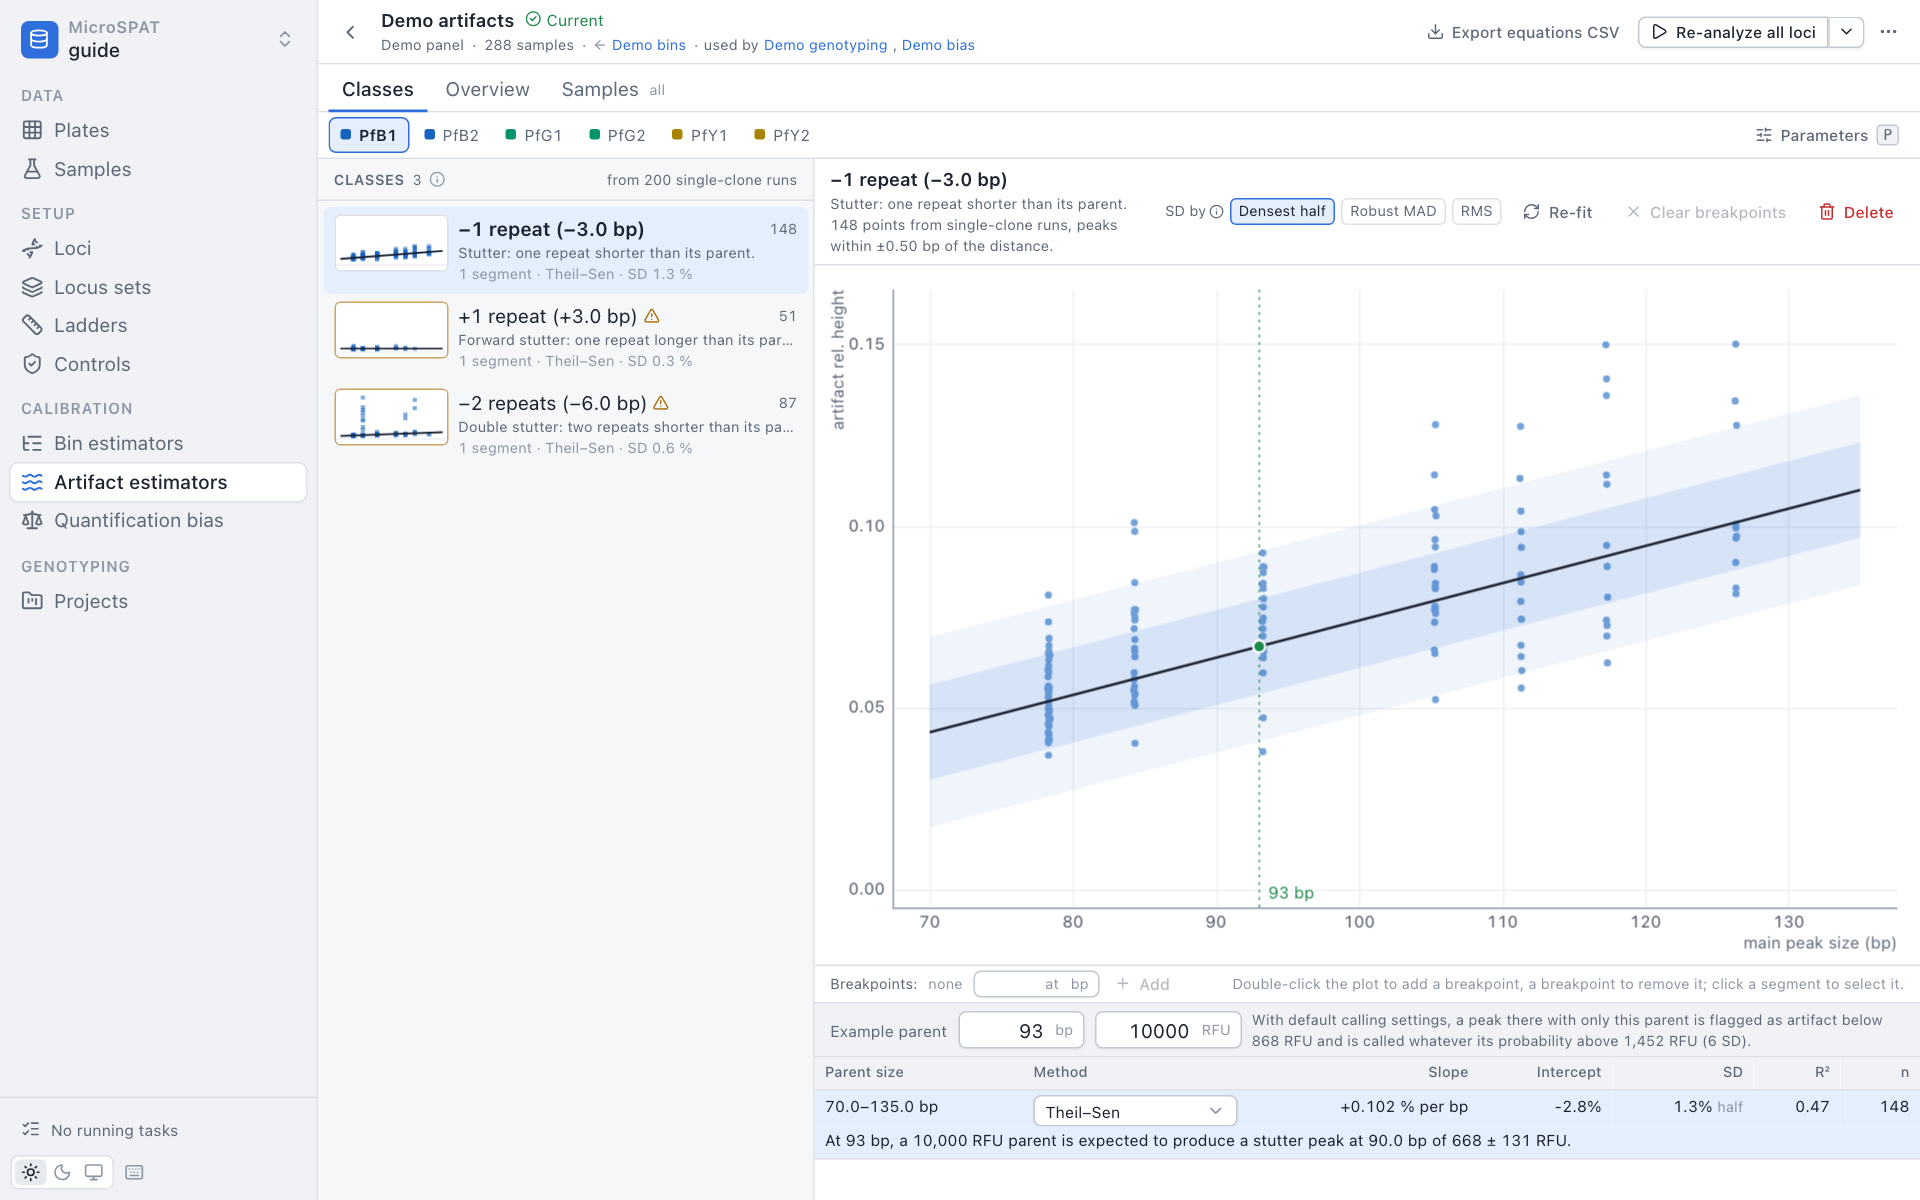 MicroSPAT
guide
DATA
Plates
Samples
SETUP
Loci
Locus sets
Ladders
Controls
CALIBRATION
Bin estimators
Artifact estimators
Quantification bias
GENOTYPING
Projects
No running tasks
Demo artifacts Current
Demo panel · 288 samples · ← Demo bins · used by Demo genotyping , Demo bias
Export equations CSV
Re-analyze all loci
Classes Overview Samples all
PfB1 PfB2 PfG1 PfG2 PfY1 PfY2
Parameters P
CLASSES 3 from 200 single-clone runs
−1 repeat (−3.0 bp) 148
Stutter: one repeat shorter than its parent.
1 segment · Theil–Sen · SD 1.3 %
+1 repeat (+3.0 bp) 51
Forward stutter: one repeat longer than its par...
1 segment · Theil–Sen · SD 0.3 %
−2 repeats (−6.0 bp) 87
Double stutter: two repeats shorter than its pa...
1 segment · Theil–Sen · SD 0.6 %
−1 repeat (−3.0 bp)
Stutter: one repeat shorter than its parent.
148 points from single-clone runs, peaks
within ±0.50 bp of the distance.
SD by Densest half Robust MAD RMS Re-fit Clear breakpoints Delete
artifact rel. height
0.15
0.10
0.05
0.00
93 bp
70 80 90 100 110 120 130
main peak size (bp)
Breakpoints: none at bp + Add Double-click the plot to add a breakpoint, a breakpoint to remove it; click a segment to select it.
Example parent 93 bp 10000 RFU
With default calling settings, a peak there with only this parent is flagged as artifact below
868 RFU and is called whatever its probability above 1,452 RFU (6 SD).
Parent size Method Slope Intercept SD R² n
70.0–135.0 bp Theil–Sen +0.102 % per bp -2.8% 1.3% half 0.47 148
At 93 bp, a 10,000 RFU parent is expected to produce a stutter peak at 90.0 bp of 668 ± 131 RFU.